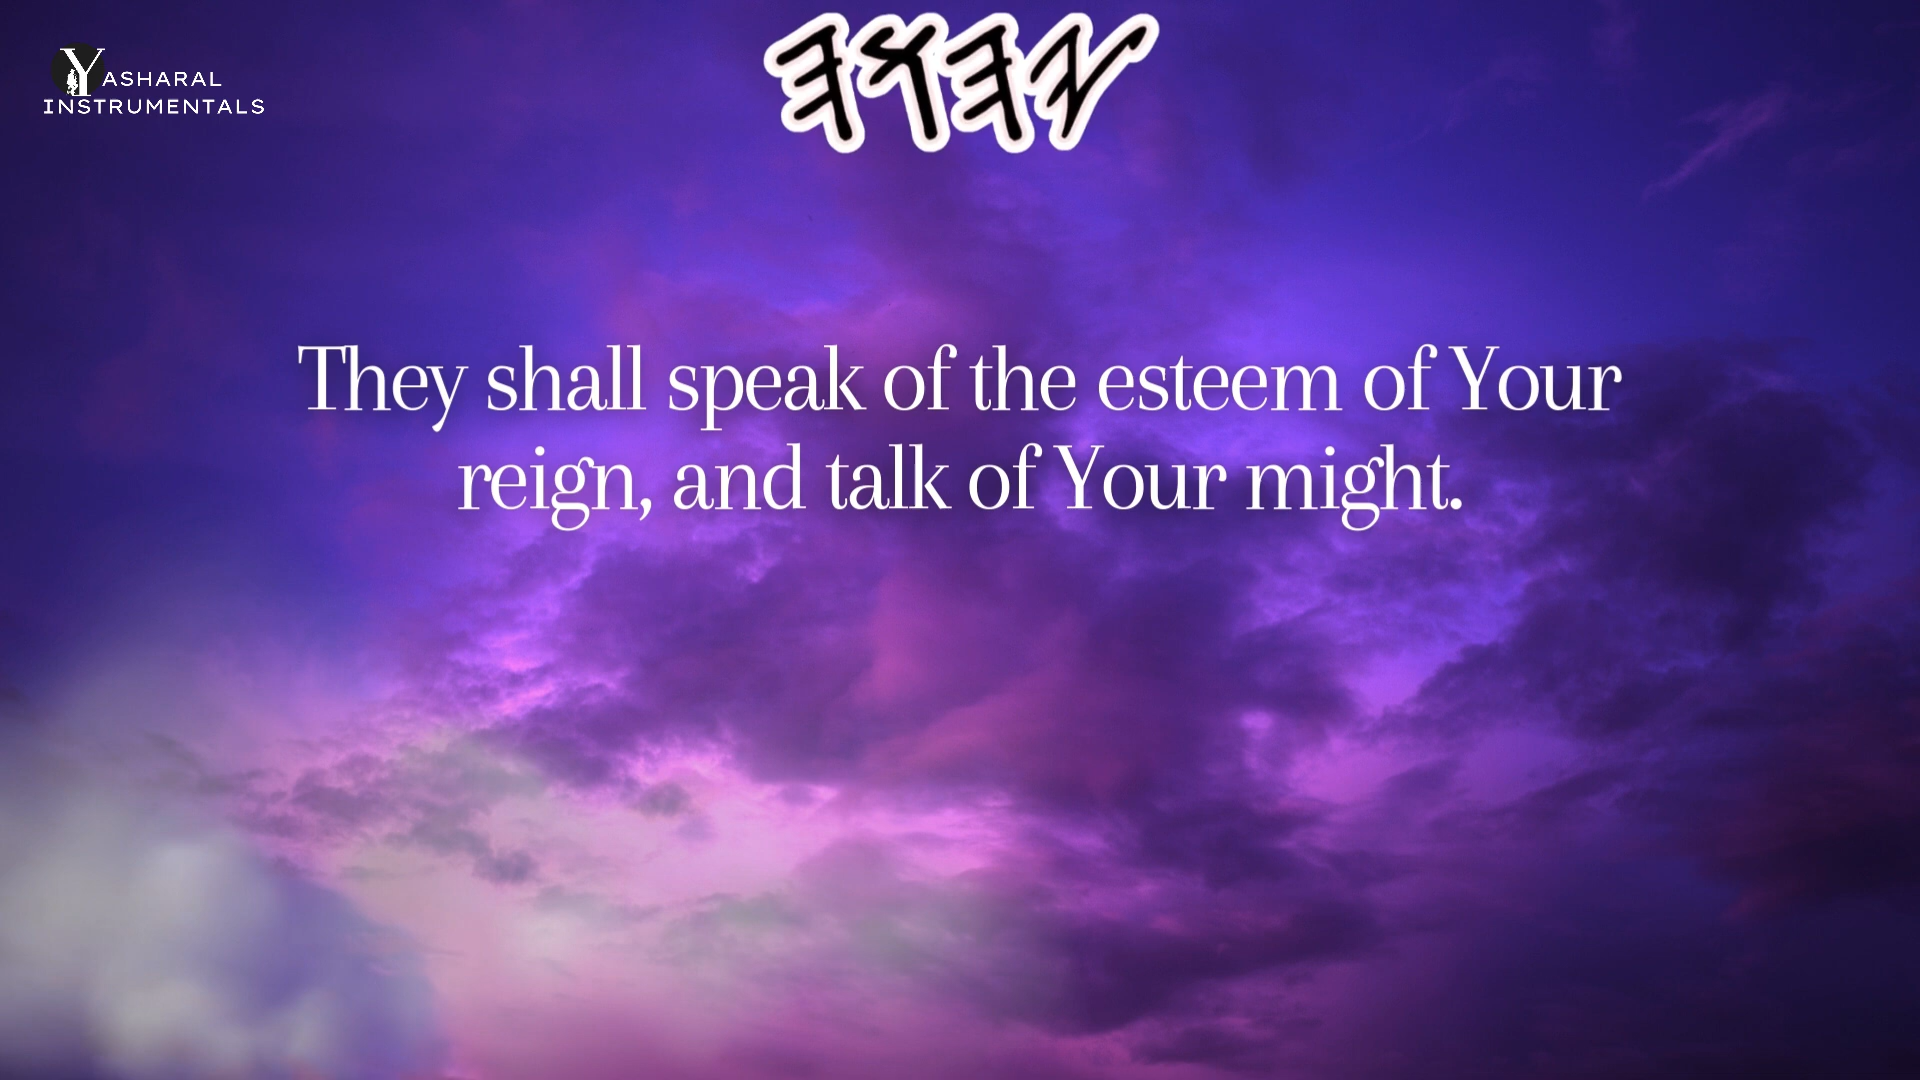 𐤉𐤄𐤅𐤄
YASHARAL
INSTRUMENTALS
They shall speak of the esteem of Your
reign, and talk of Your might.